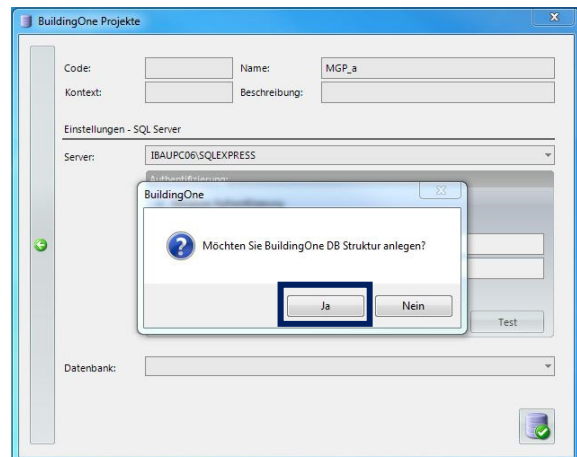 BuildingOne Projekte
Code:
Name:
MGP_a
Kontext:
Beschreibung:
Einstellungen - SQL Server
Server:
IBAUPC06\SQLEXPRESS
Authentifizierung:
BuildingOne
Möchten Sie BuildingOne DB Struktur anlegen?
Ja
Nein
Test
Datenbank: